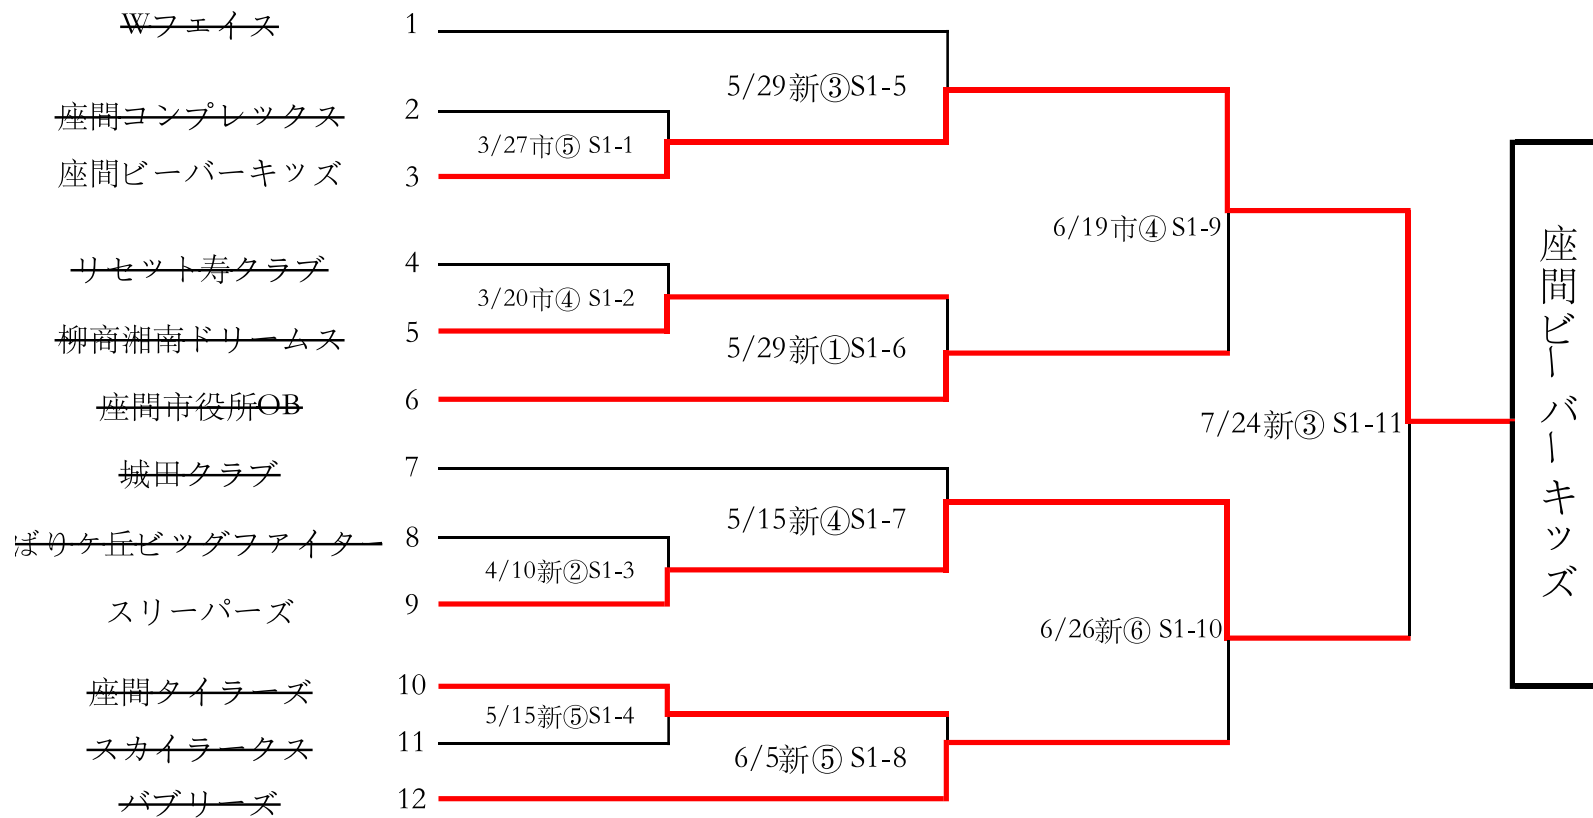 Wフェイス 1
5/29新③S1-5
座間コンプレックス 2
3/27市⑤ S1-1
座間ビーバーキッズ 3
6/19市④ S1-9
リセット寿クラブ 4
3/20市④ S1-2
柳商湘南ドリームス 5
5/29新①S1-6
座間市役所OB 6
7/24新③ S1-11
座間ビーバーキッズ
城田クラブ 7
5/15新④S1-7
ばりケ丘ビッグファイター 8
4/10新②S1-3
スリーパーズ 9
6/26新⑥ S1-10
座間タイラーズ 10
5/15新⑤S1-4
スカイラークス 11
6/5新⑤ S1-8
バブリーズ 12